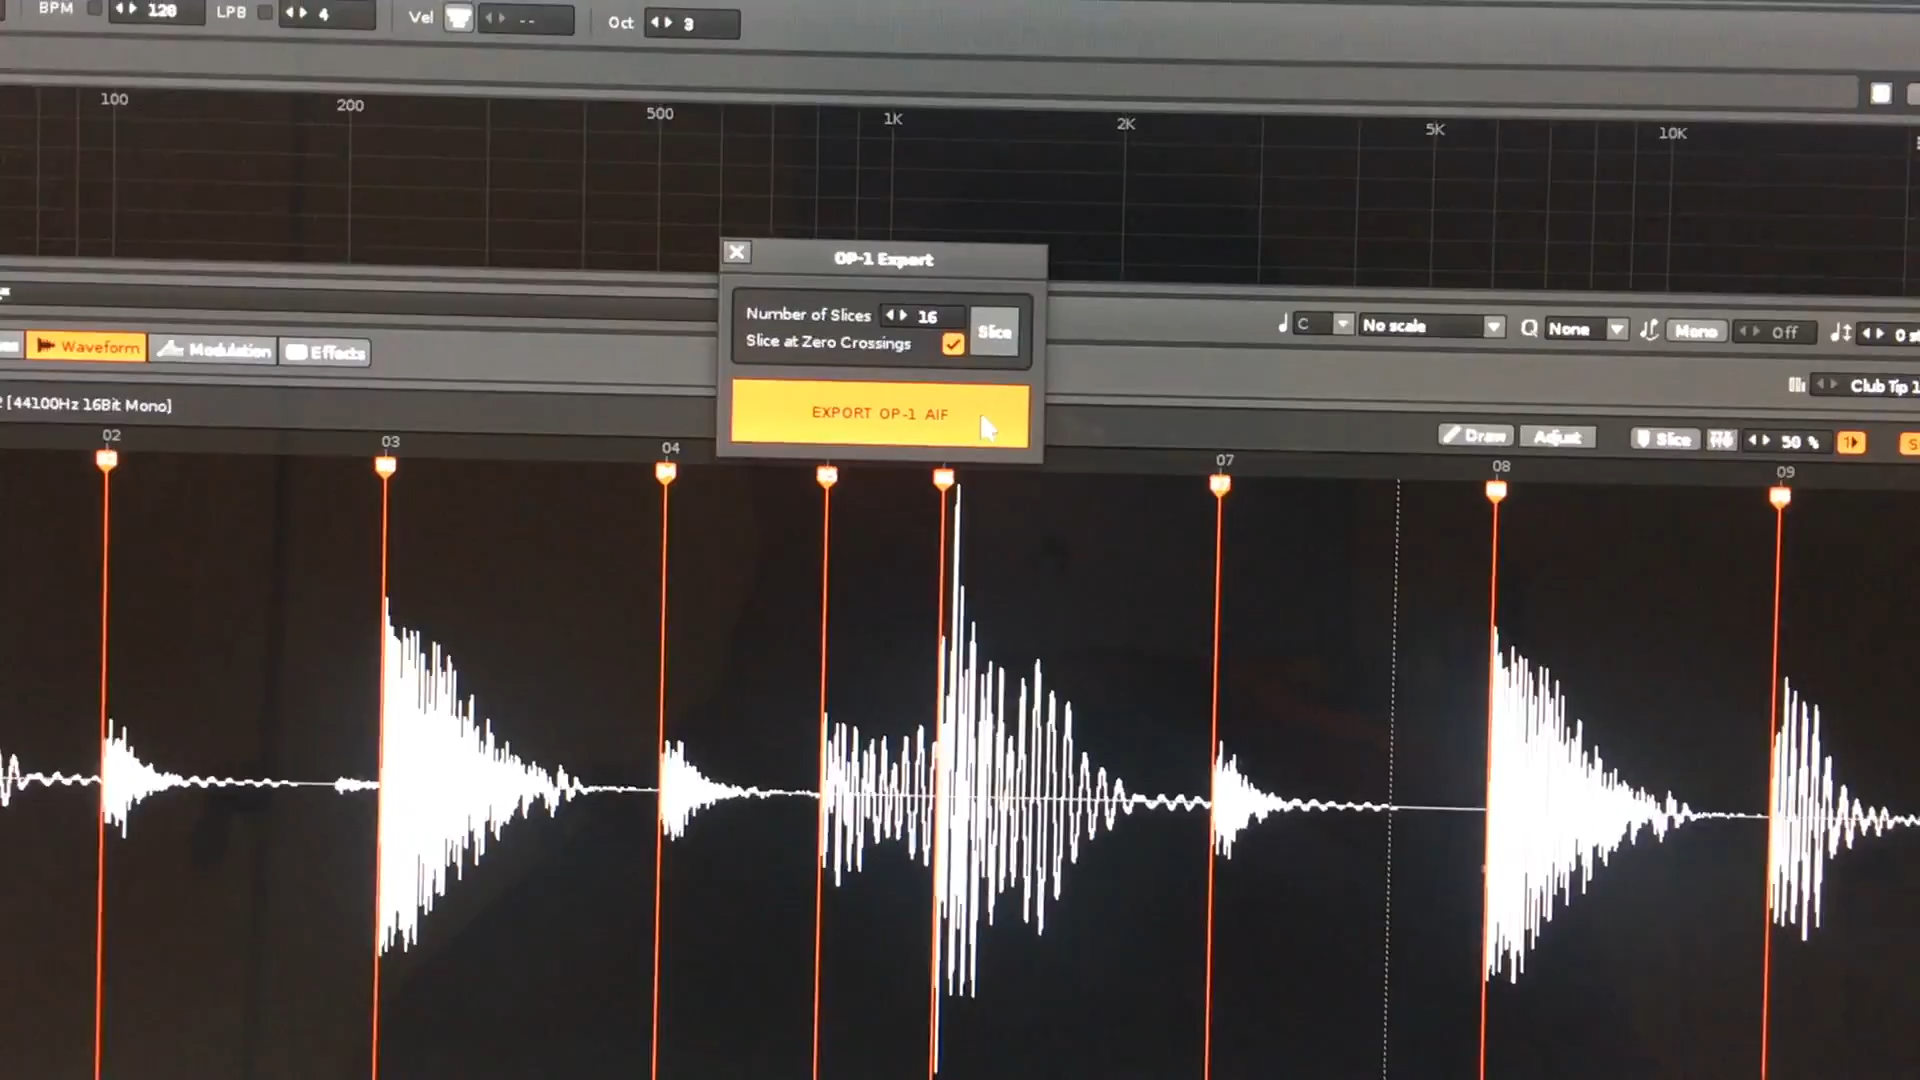 BPM 120 LPB 4 Vel -- Oct 3
100 200 500 1K 2K 5K 10K
OP-1 Export
Number of Slices 16 Slice
Slice at Zero Crossings
EXPORT OP-1 AIF
Waveform Modulation Effects
C No scale Q None Mono Off 0
Club Tip 1
[44100Hz 16Bit Mono]
Draw Adjust Slice 50 %
02 03 04 07 08 09